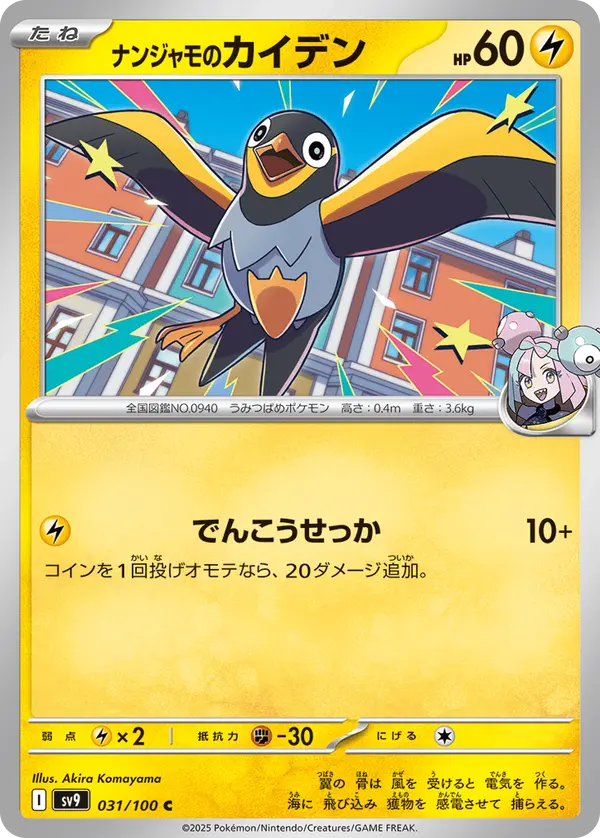 たね
ナンジャモのカイデン
HP60
全国図鑑NO.0940 うみつばめポケモン 高さ:0.4m 重さ:3.6kg
でんこうせっか 10+
コインを1回投げオモテなら、20ダメージ追加。
弱点 ×2 抵抗力 -30 にげる
Illus. Akira Komayama
I sv9 031/100 C
翼の 骨は 風を 受けると 電気を 作る。
海に 飛び込み 獲物を 感電させて 捕らえる。
©2025 Pokémon/Nintendo/Creatures/GAME FREAK.